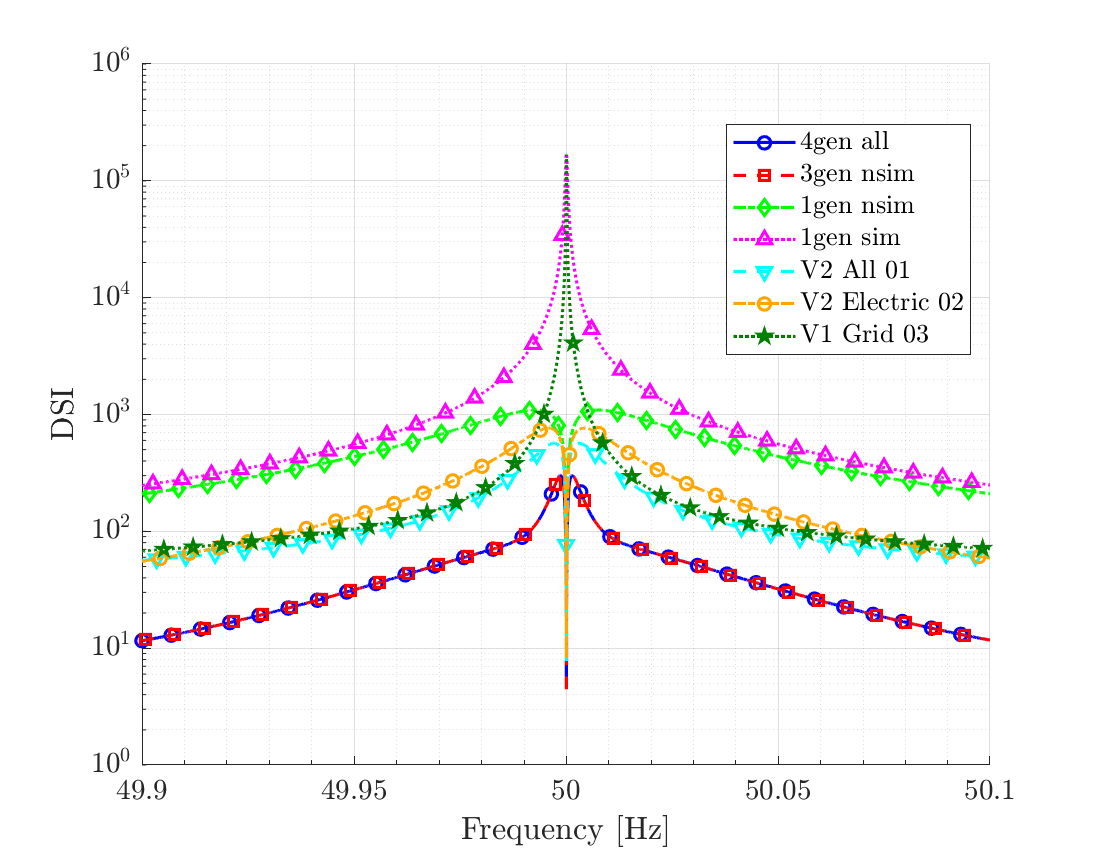 10^6
10^5
10^4
10^3
10^2
10^1
10^0
DSI
4gen all
3gen nsim
1gen nsim
1gen sim
V2 All 01
V2 Electric 02
V1 Grid 03
49.9 49.95 50 50.05 50.1
Frequency [Hz]